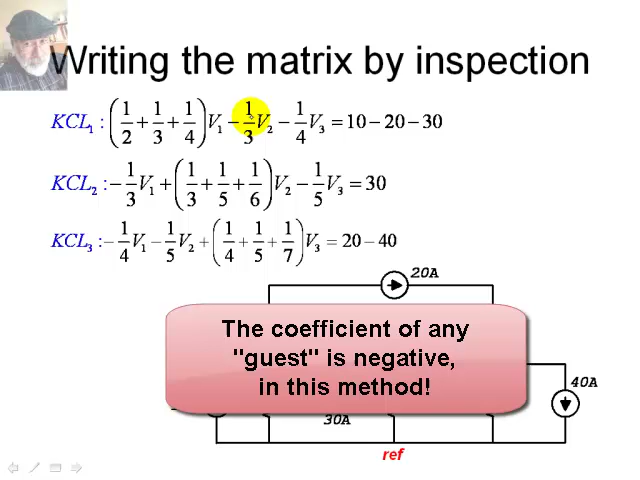 Writing the matrix by inspection
KCL₁ : (1/2 + 1/3 + 1/4) V₁ − 1/3 V₂ − 1/4 V₃ = 10 − 20 − 30
KCL₂ : − 1/3 V₁ + (1/3 + 1/5 + 1/6) V₂ − 1/5 V₃ = 30
KCL₃ : − 1/4 V₁ − 1/5 V₂ + (1/4 + 1/5 + 1/7) V₃ = 20 − 40
20A
The coefficient of any
"guest" is negative,
in this method!
40A
30A
ref